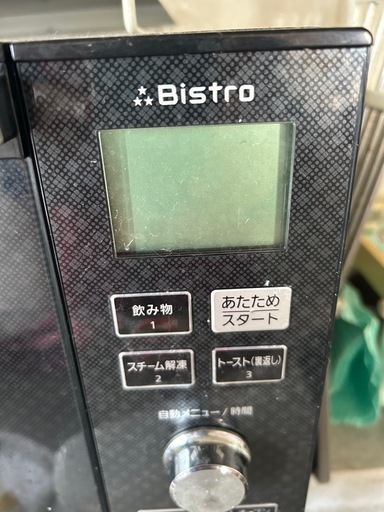 Bistro
飲み物
1
あたため
スタート
スチーム解凍
2
トースト(裏返し)
3
自動メニュー/時間